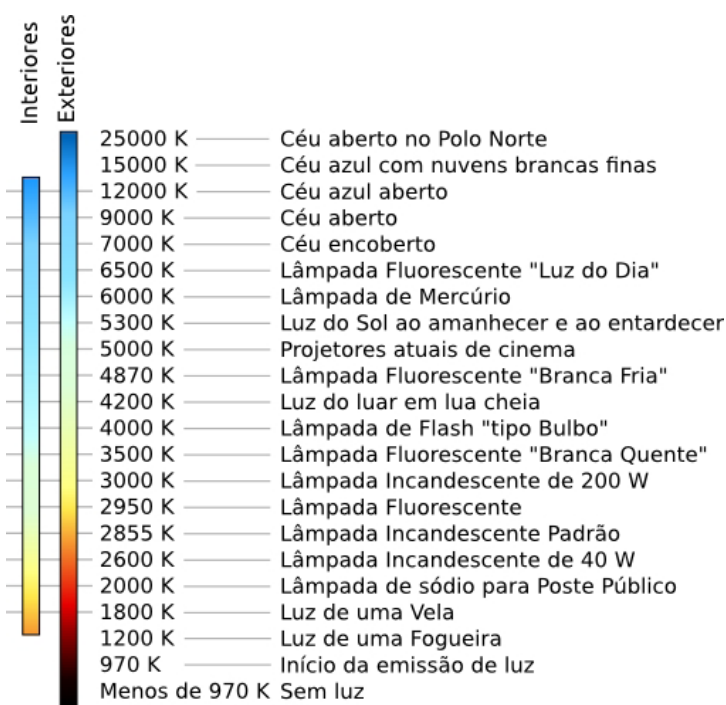 Interiores
Exteriores
25000 K Céu aberto no Polo Norte
15000 K Céu azul com nuvens brancas finas
12000 K Céu azul aberto
9000 K Céu aberto
7000 K Céu encoberto
6500 K Lâmpada Fluorescente "Luz do Dia"
6000 K Lâmpada de Mercúrio
5300 K Luz do Sol ao amanhecer e ao entardecer
5000 K Projetores atuais de cinema
4870 K Lâmpada Fluorescente "Branca Fria"
4200 K Luz do luar em lua cheia
4000 K Lâmpada de Flash "tipo Bulbo"
3500 K Lâmpada Fluorescente "Branca Quente"
3000 K Lâmpada Incandescente de 200 W
2950 K Lâmpada Fluorescente
2855 K Lâmpada Incandescente Padrão
2600 K Lâmpada Incandescente de 40 W
2000 K Lâmpada de sódio para Poste Público
1800 K Luz de uma Vela
1200 K Luz de uma Fogueira
970 K Início da emissão de luz
Menos de 970 K Sem luz